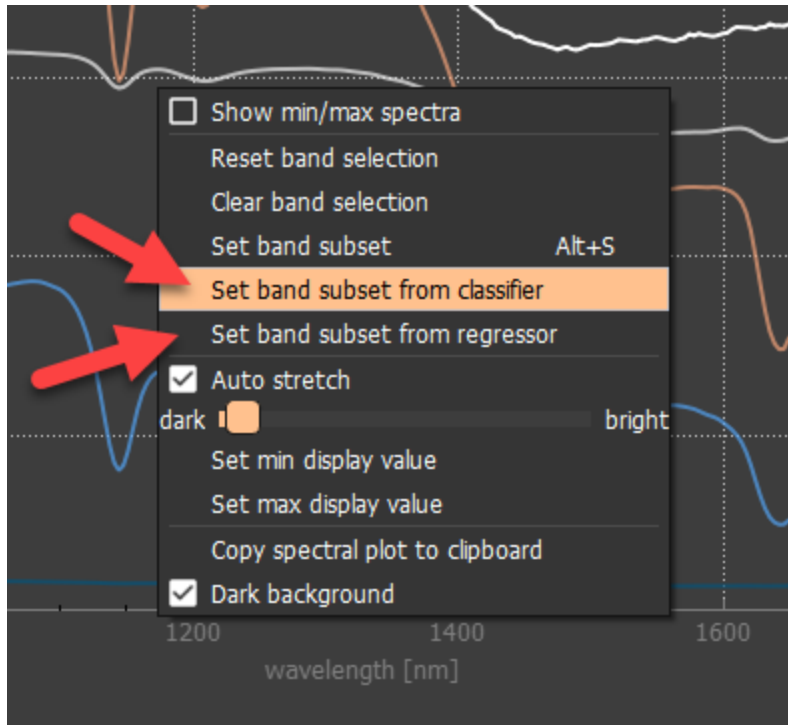 Show min/max spectra
Reset band selection
Clear band selection
Set band subset Alt+S
Set band subset from classifier
Set band subset from regressor
Auto stretch
dark bright
Set min display value
Set max display value
Copy spectral plot to clipboard
Dark background
1200 1400 1600
wavelength [nm]